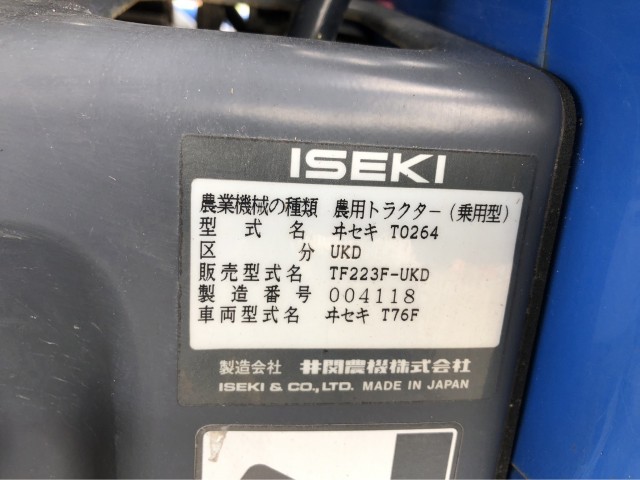 ISEKI
農業機械の種類 農用トラクター(乗用型)
型式名 ヰセキ T0264
区分 UKD
販売型式名 TF223F-UKD
製造番号 004118
車両型式名 ヰセキ T76F
製造会社 井関農機株式会社
ISEKI & CO.,LTD. MADE IN JAPAN